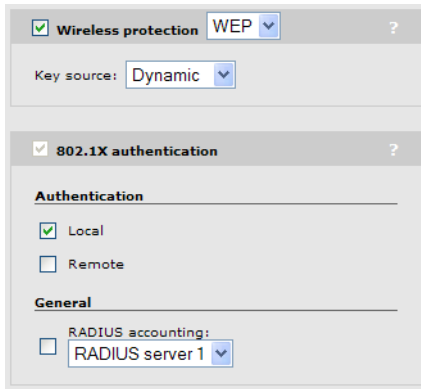 Wireless protection WEP ?
Key source: Dynamic
802.1X authentication ?
Authentication
Local
Remote
General
RADIUS accounting:
RADIUS server 1